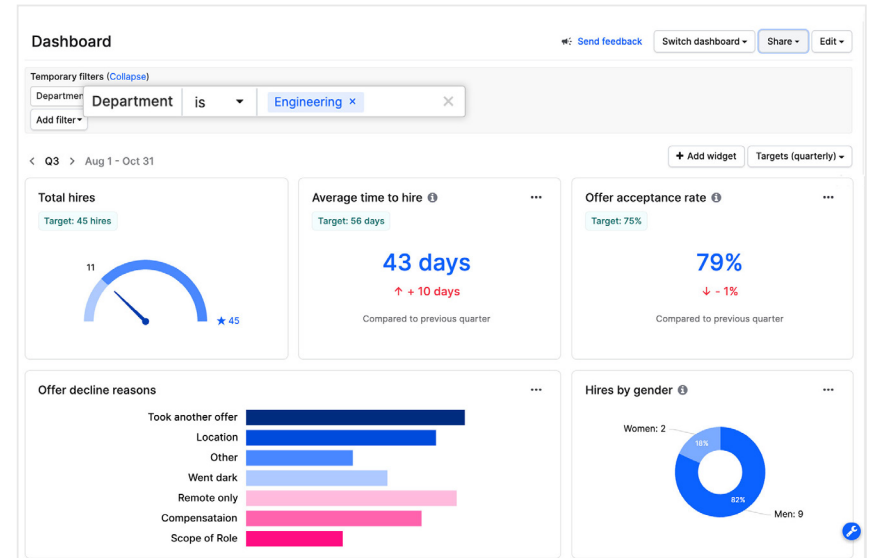 Dashboard
Send feedback
Switch dashboard
Share
Edit
Temporary filters (Collapse)
Department is Engineering ×
Add filter
< Q3 > Aug 1 - Oct 31
+ Add widget
Targets (quarterly)
Total hires
Target: 45 hires
11
★ 45
Average time to hire
Target: 56 days
43 days
↑ + 10 days
Compared to previous quarter
Offer acceptance rate
Target: 75%
79%
↓ - 1%
Compared to previous quarter
Offer decline reasons
Took another offer
Location
Other
Went dark
Remote only
Compensataion
Scope of Role
Hires by gender
Women: 2
18%
82%
Men: 9